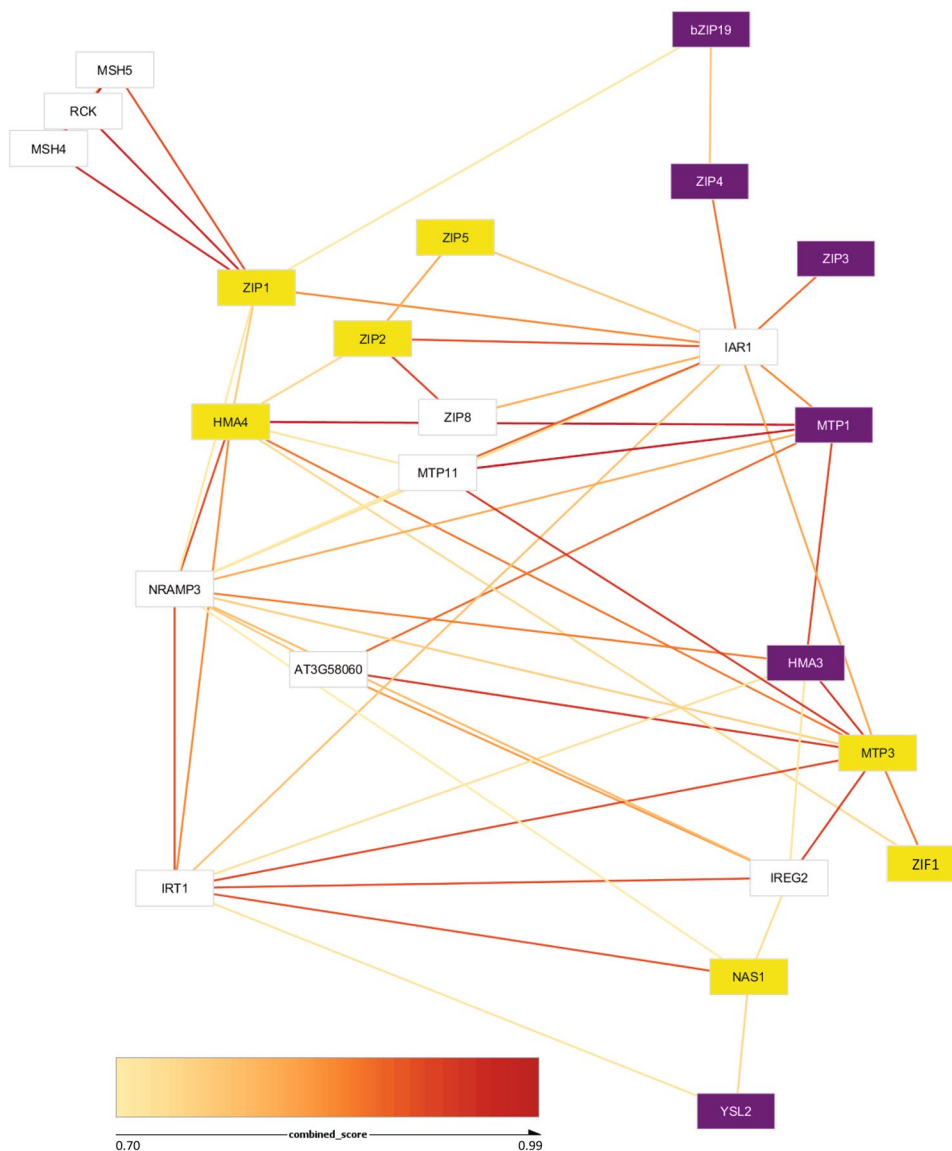 bZIP19
MSH5
RCK
MSH4
ZIP4
ZIP5
ZIP3
ZIP1
ZIP2
IAR1
ZIP8
HMA4
MTP1
MTP11
NRAMP3
AT3G58060
HMA3
MTP3
ZIF1
IRT1
IREG2
NAS1
YSL2
combined_score
0.70
0.99